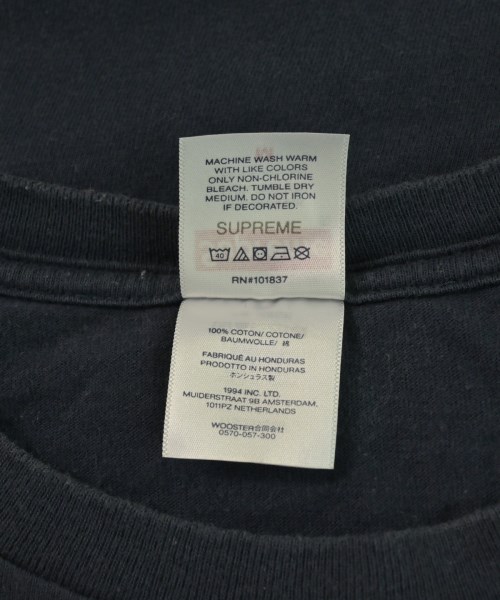 MACHINE WASH WARM
WITH LIKE COLORS
ONLY NON-CHLORINE
BLEACH. TUMBLE DRY
MEDIUM. DO NOT IRON
IF DECORATED.
SUPREME
40
RN#101837
100% COTON/ COTONE/
BAUMWOLLE/ 綿
FABRIQUÉ AU HONDURAS
PRODOTTO IN HONDURAS
ホンジュラス製
1994 INC. LTD.
MUIDERSTRAAT 9B AMSTERDAM,
1011PZ NETHERLANDS
WOOSTER合同会社
0570-057-300